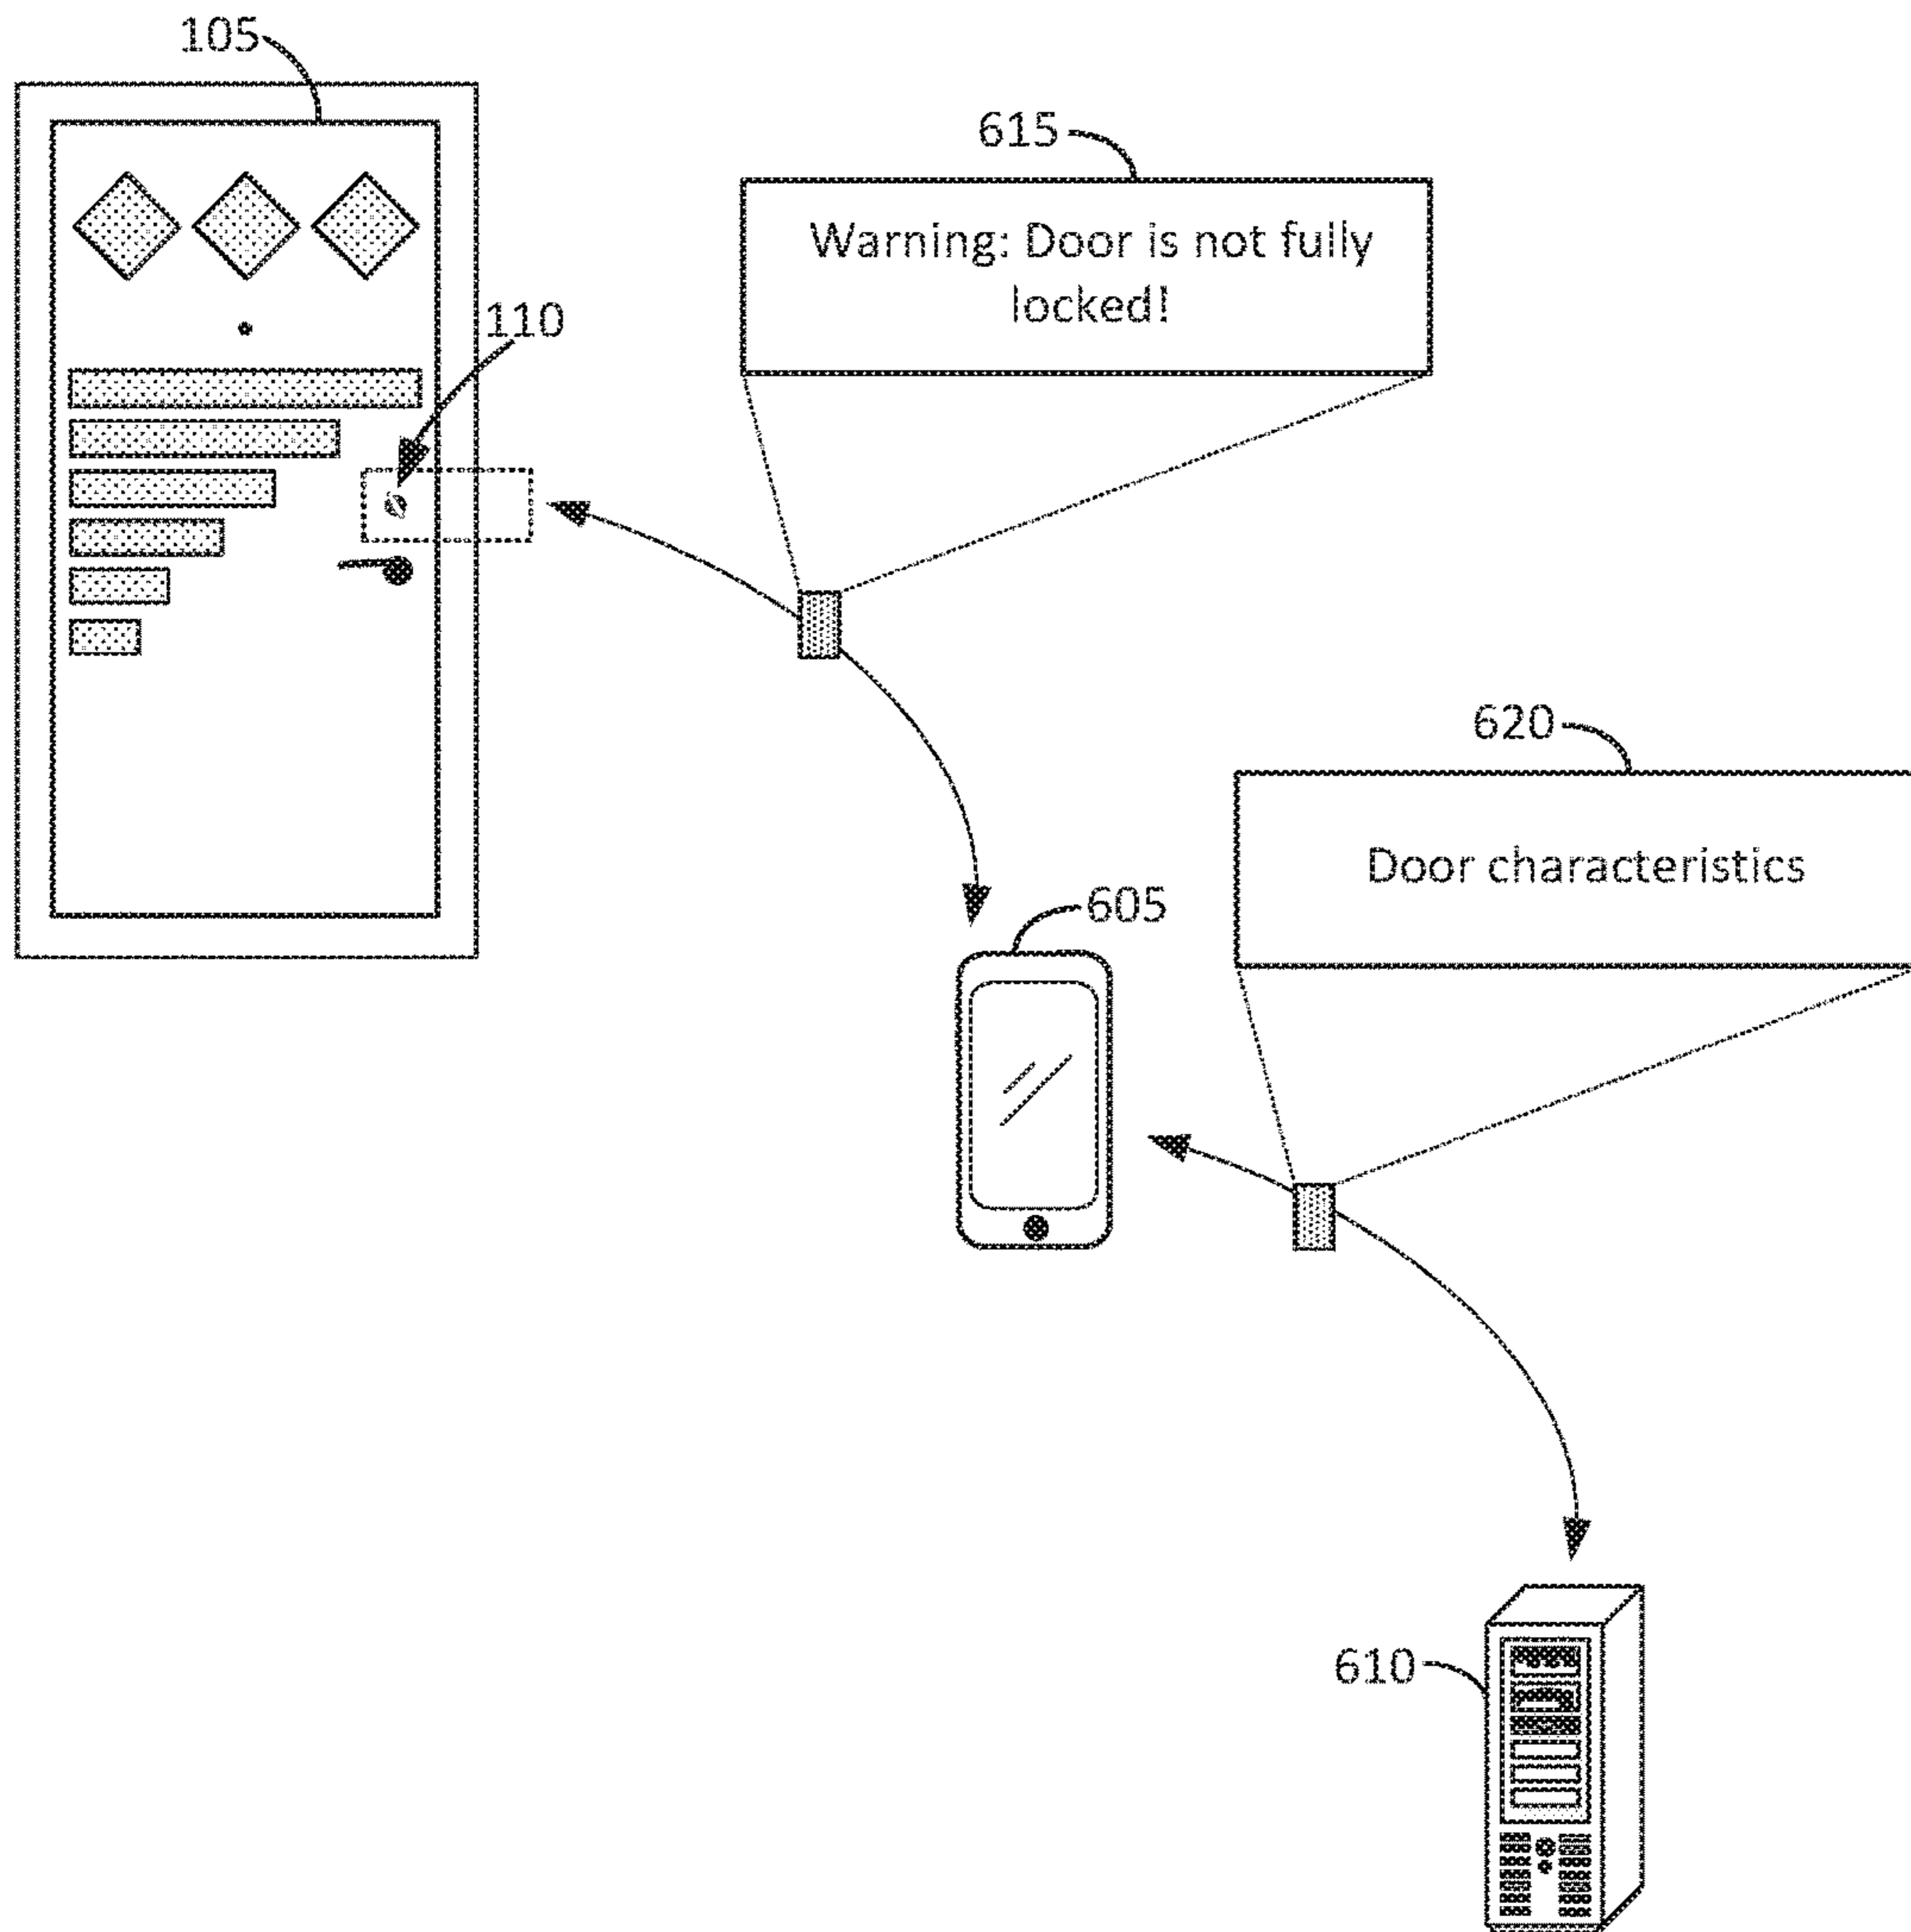 105
615
Warning: Door is not fully
locked!
110
620
Door characteristics
605
610